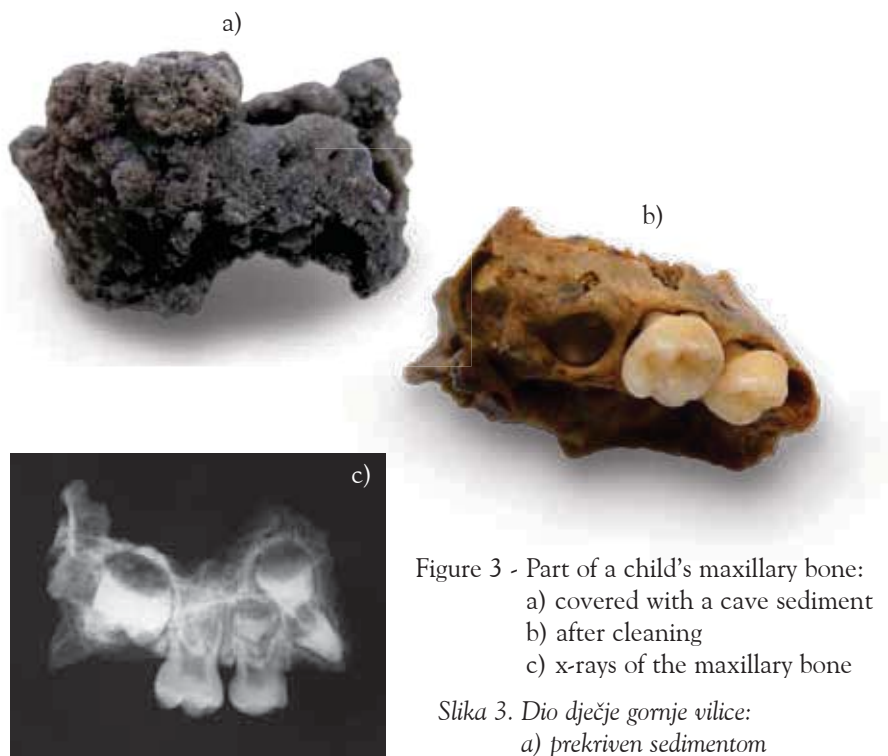 a)
b)
c)
Figure 3 - Part of a child's maxillary bone:
a) covered with a cave sediment
b) after cleaning
c) x-rays of the maxillary bone
Slika 3. Dio dječje gornje vilice:
a) prekriven sedimentom